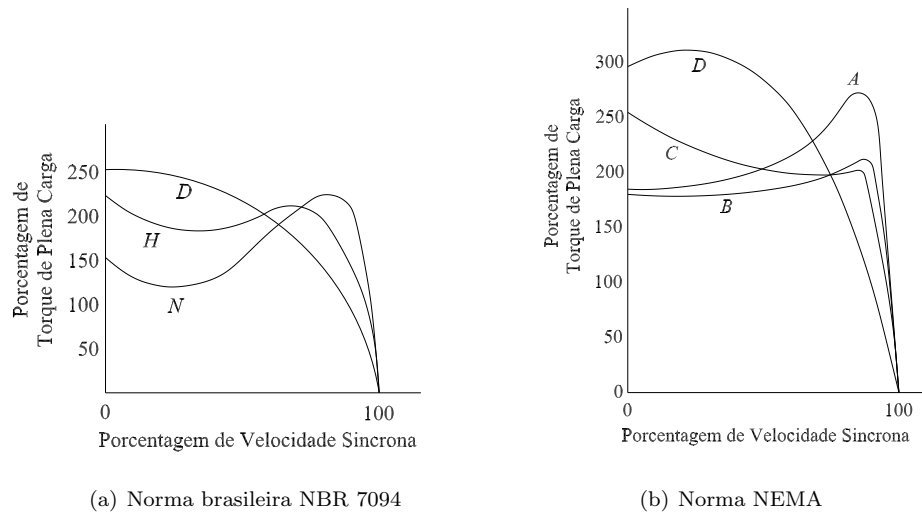 Porcentagem de
Torque de Plena Carga
250
200
150
100
50
D
H
N
0
100
Porcentagem de Velocidade Sincrona
(a) Norma brasileira NBR 7094
Porcentagem de
Torque de Plena Carga
300
250
200
150
100
50
0
D
A
C
B
0
100
Porcentagem de Velocidade Sincrona
(b) Norma NEMA